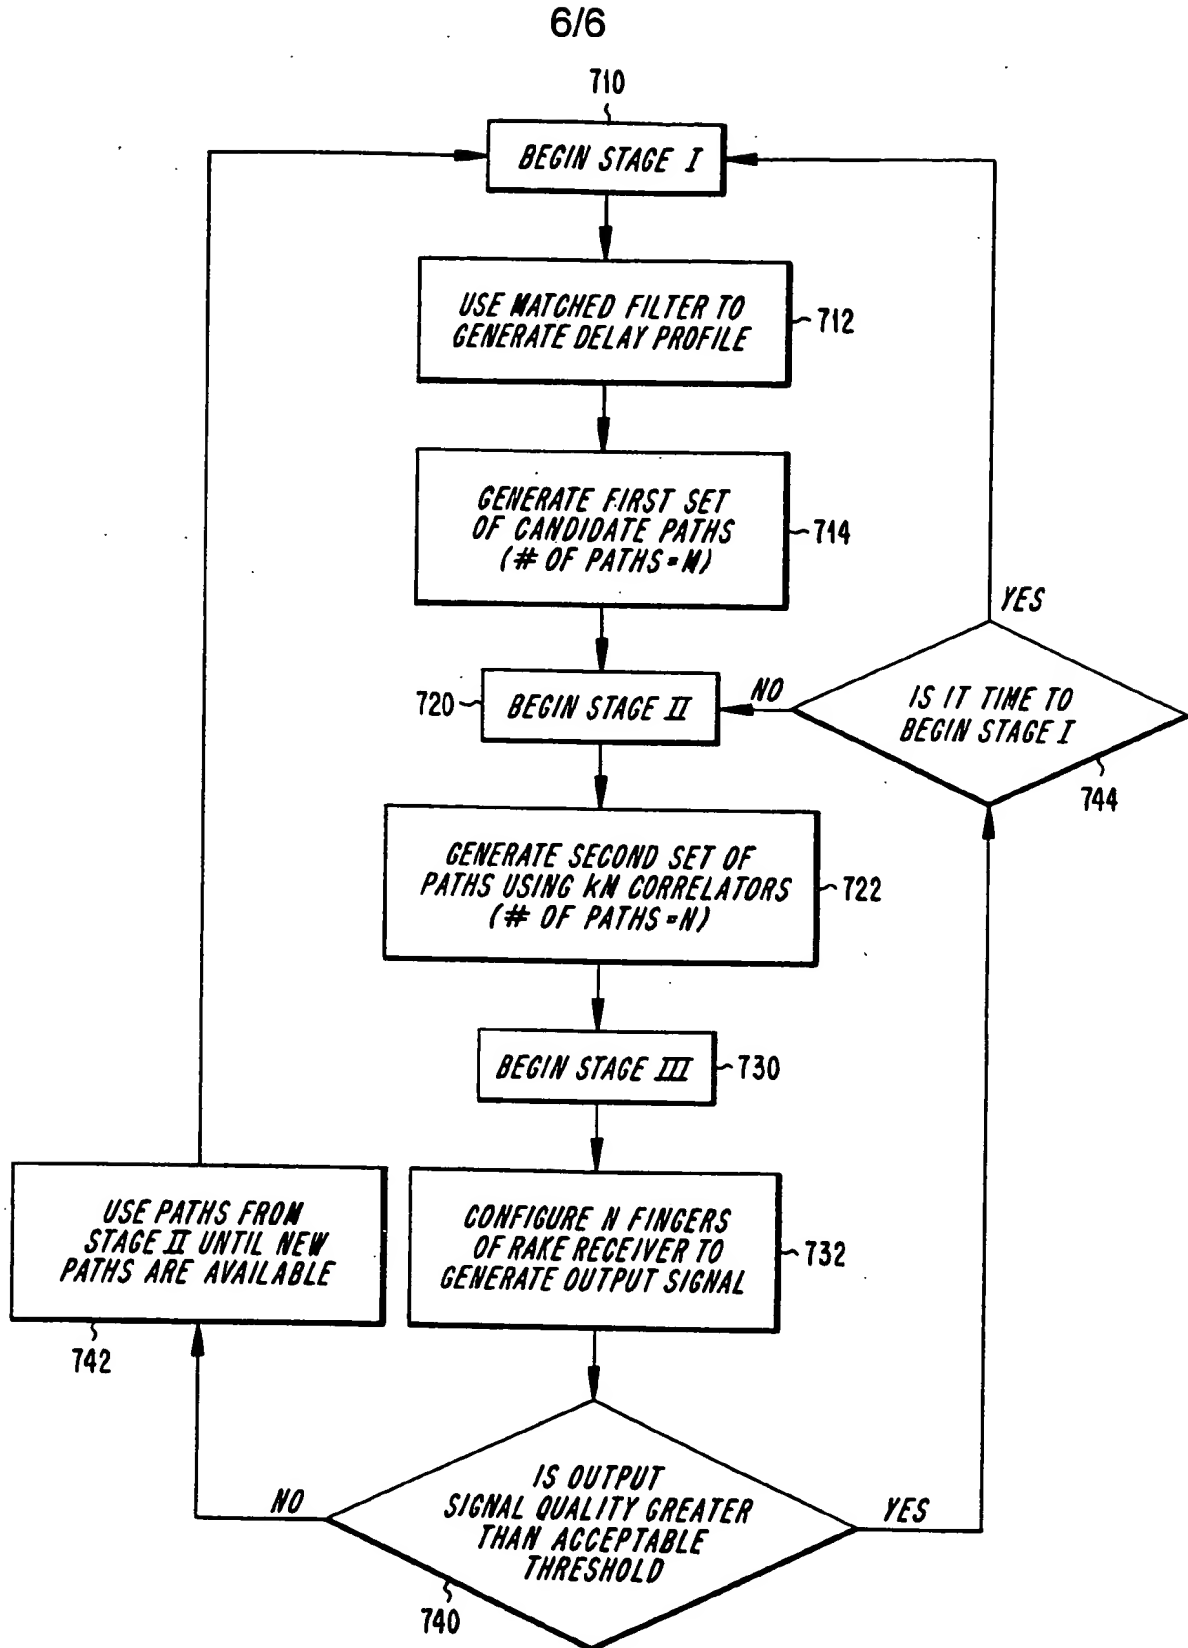 6/6
710
BEGIN STAGE I
USE MATCHED FILTER TO
GENERATE DELAY PROFILE
712
GENERATE FIRST SET
OF CANDIDATE PATHS
(# OF PATHS=M)
714
YES
720
BEGIN STAGE II
NO
IS IT TIME TO
BEGIN STAGE I
744
GENERATE SECOND SET OF
PATHS USING KM CORRELATORS
(# OF PATHS=N)
722
BEGIN STAGE III
730
USE PATHS FROM
STAGE II UNTIL NEW
PATHS ARE AVAILABLE
742
CONFIGURE N FINGERS
OF RAKE RECEIVER TO
GENERATE OUTPUT SIGNAL
732
NO
IS OUTPUT
SIGNAL QUALITY GREATER
THAN ACCEPTABLE
THRESHOLD
YES
740